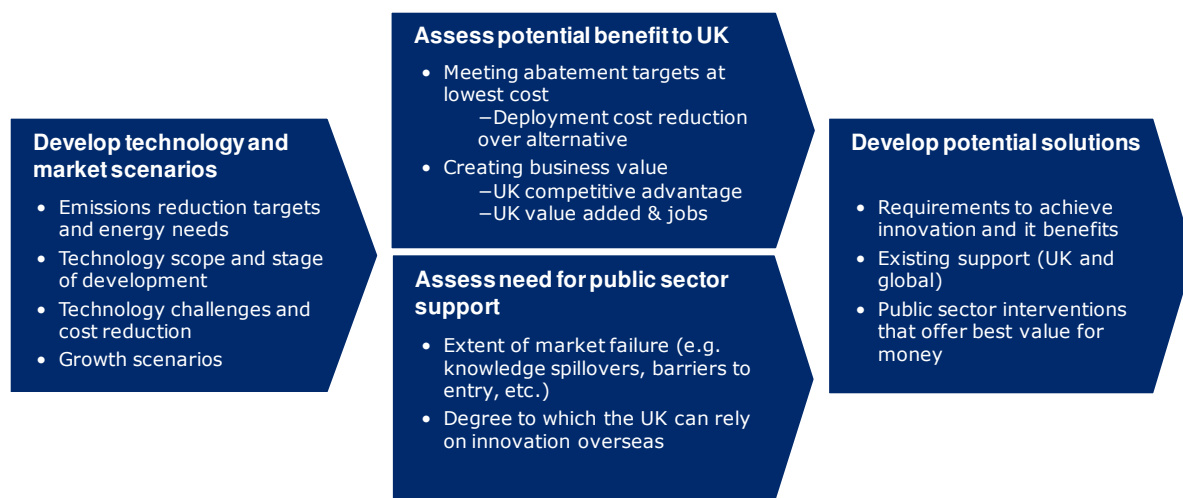 Develop technology and
market scenarios
• Emissions reduction targets
and energy needs
• Technology scope and stage
of development
• Technology challenges and
cost reduction
• Growth scenarios
Assess potential benefit to UK
• Meeting abatement targets at
lowest cost
–Deployment cost reduction
over alternative
• Creating business value
–UK competitive advantage
–UK value added & jobs
Assess need for public sector
support
• Extent of market failure (e.g.
knowledge spillovers, barriers to
entry, etc.)
• Degree to which the UK can rely
on innovation overseas
Develop potential solutions
• Requirements to achieve
innovation and it benefits
• Existing support (UK and
global)
• Public sector interventions
that offer best value for
money